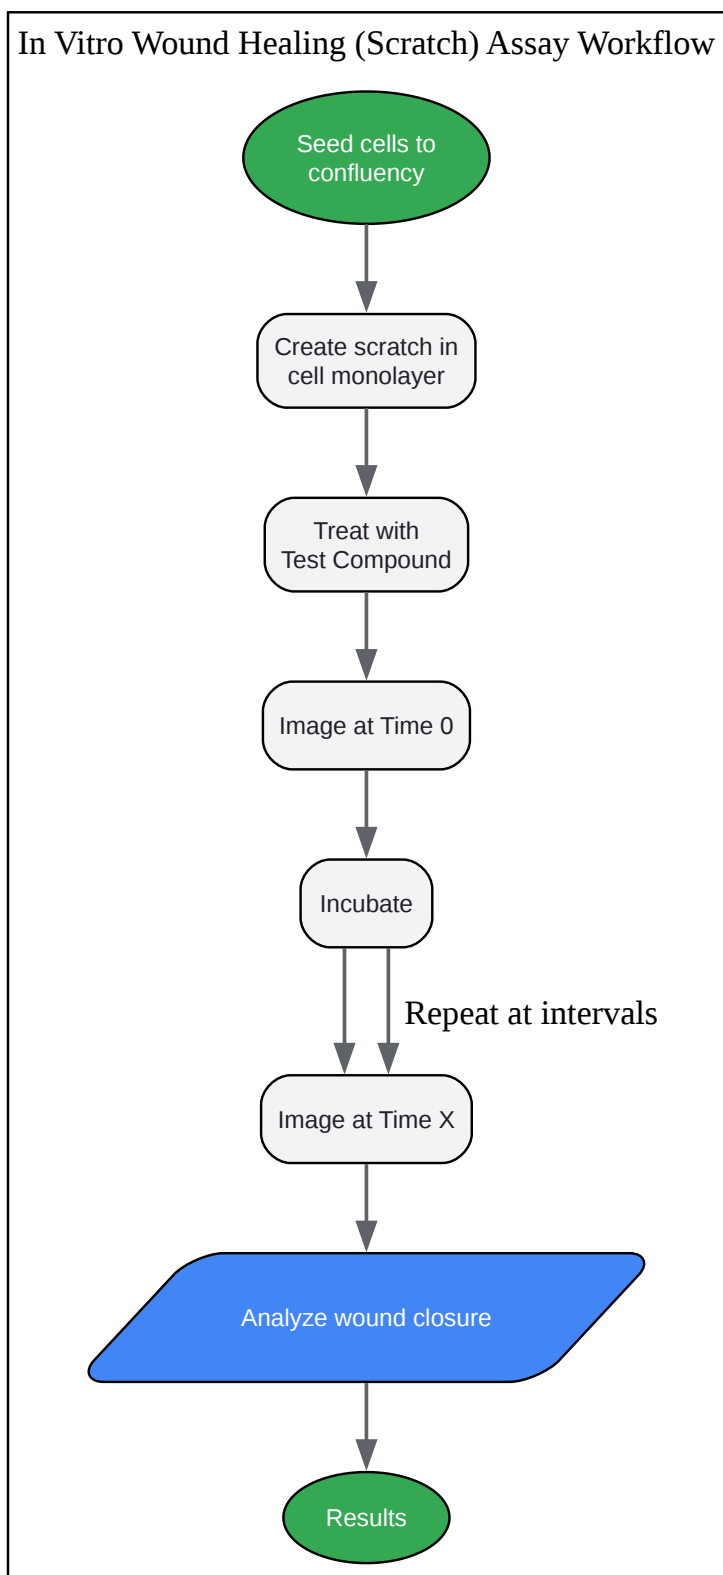 In Vitro Wound Healing (Scratch) Assay Workflow
Seed cells to
confluency
Create scratch in
cell monolayer
Treat with
Test Compound
Image at Time 0
Incubate
Repeat at intervals
Image at Time X
Analyze wound closure
Results